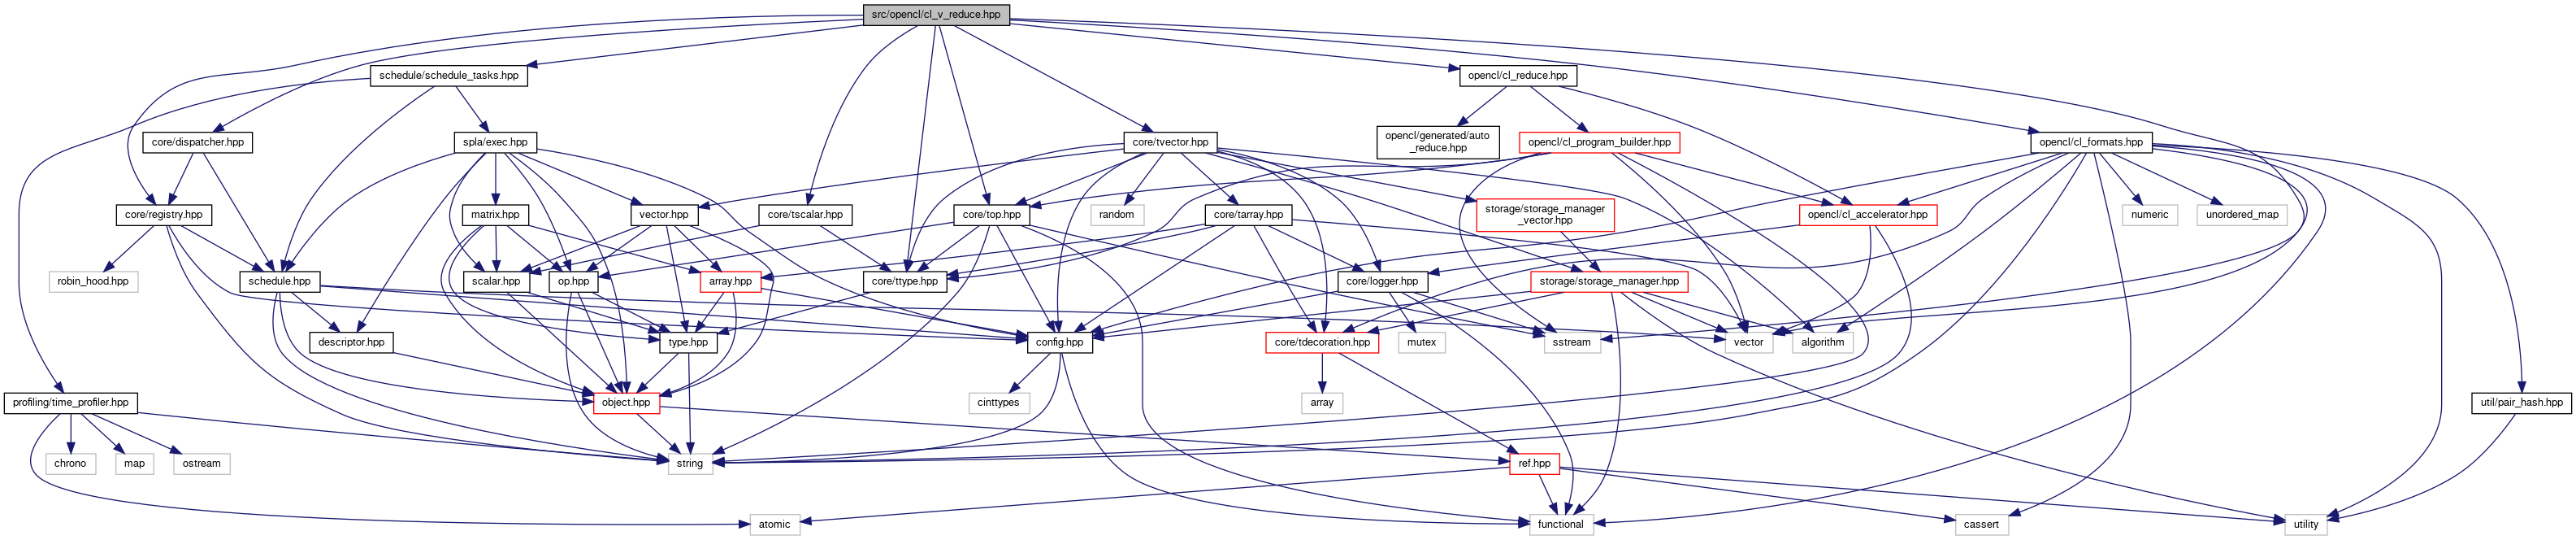 src/opencl/cl_v_reduce.hpp
schedule/schedule_tasks.hpp
opencl/cl_reduce.hpp
core/dispatcher.hpp
spla/exec.hpp
core/tvector.hpp
opencl/generated/auto
_reduce.hpp
opencl/cl_program_builder.hpp
opencl/cl_formats.hpp
core/registry.hpp
matrix.hpp
vector.hpp
core/tscalar.hpp
core/top.hpp
random
core/tarray.hpp
storage/storage_manager
_vector.hpp
opencl/cl_accelerator.hpp
numeric
unordered_map
robin_hood.hpp
schedule.hpp
scalar.hpp
op.hpp
array.hpp
core/ttype.hpp
core/logger.hpp
storage/storage_manager.hpp
descriptor.hpp
type.hpp
config.hpp
core/tdecoration.hpp
mutex
sstream
vector
algorithm
profiling/time_profiler.hpp
object.hpp
cinttypes
array
util/pair_hash.hpp
chrono
map
ostream
string
ref.hpp
atomic
functional
cassert
utility